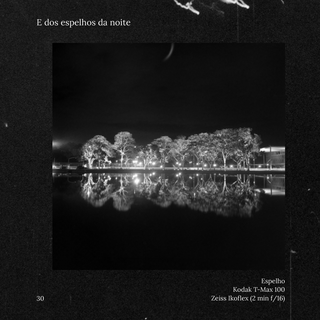 E dos espelhos da noite
Espelho
Kodak T-Max 100
30
Zeiss Ikoflex (2 min f/16)